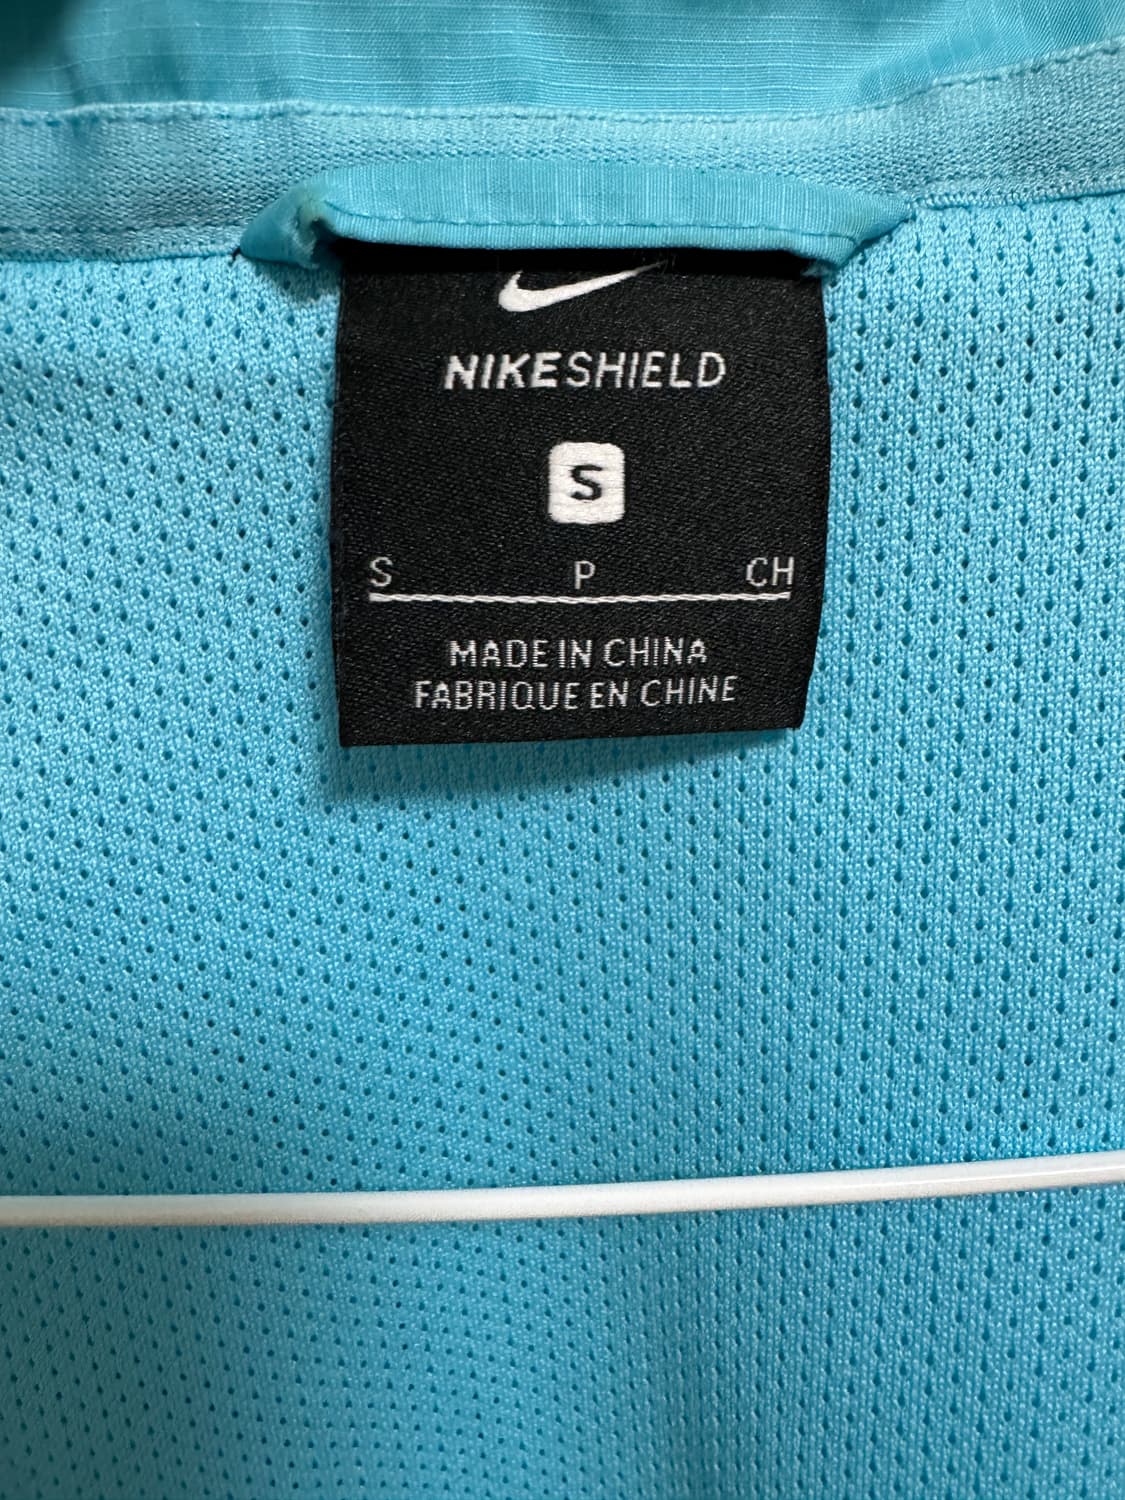 NIKESHIELD
S
S P CH
MADE IN CHINA
FABRIQUE EN CHINE